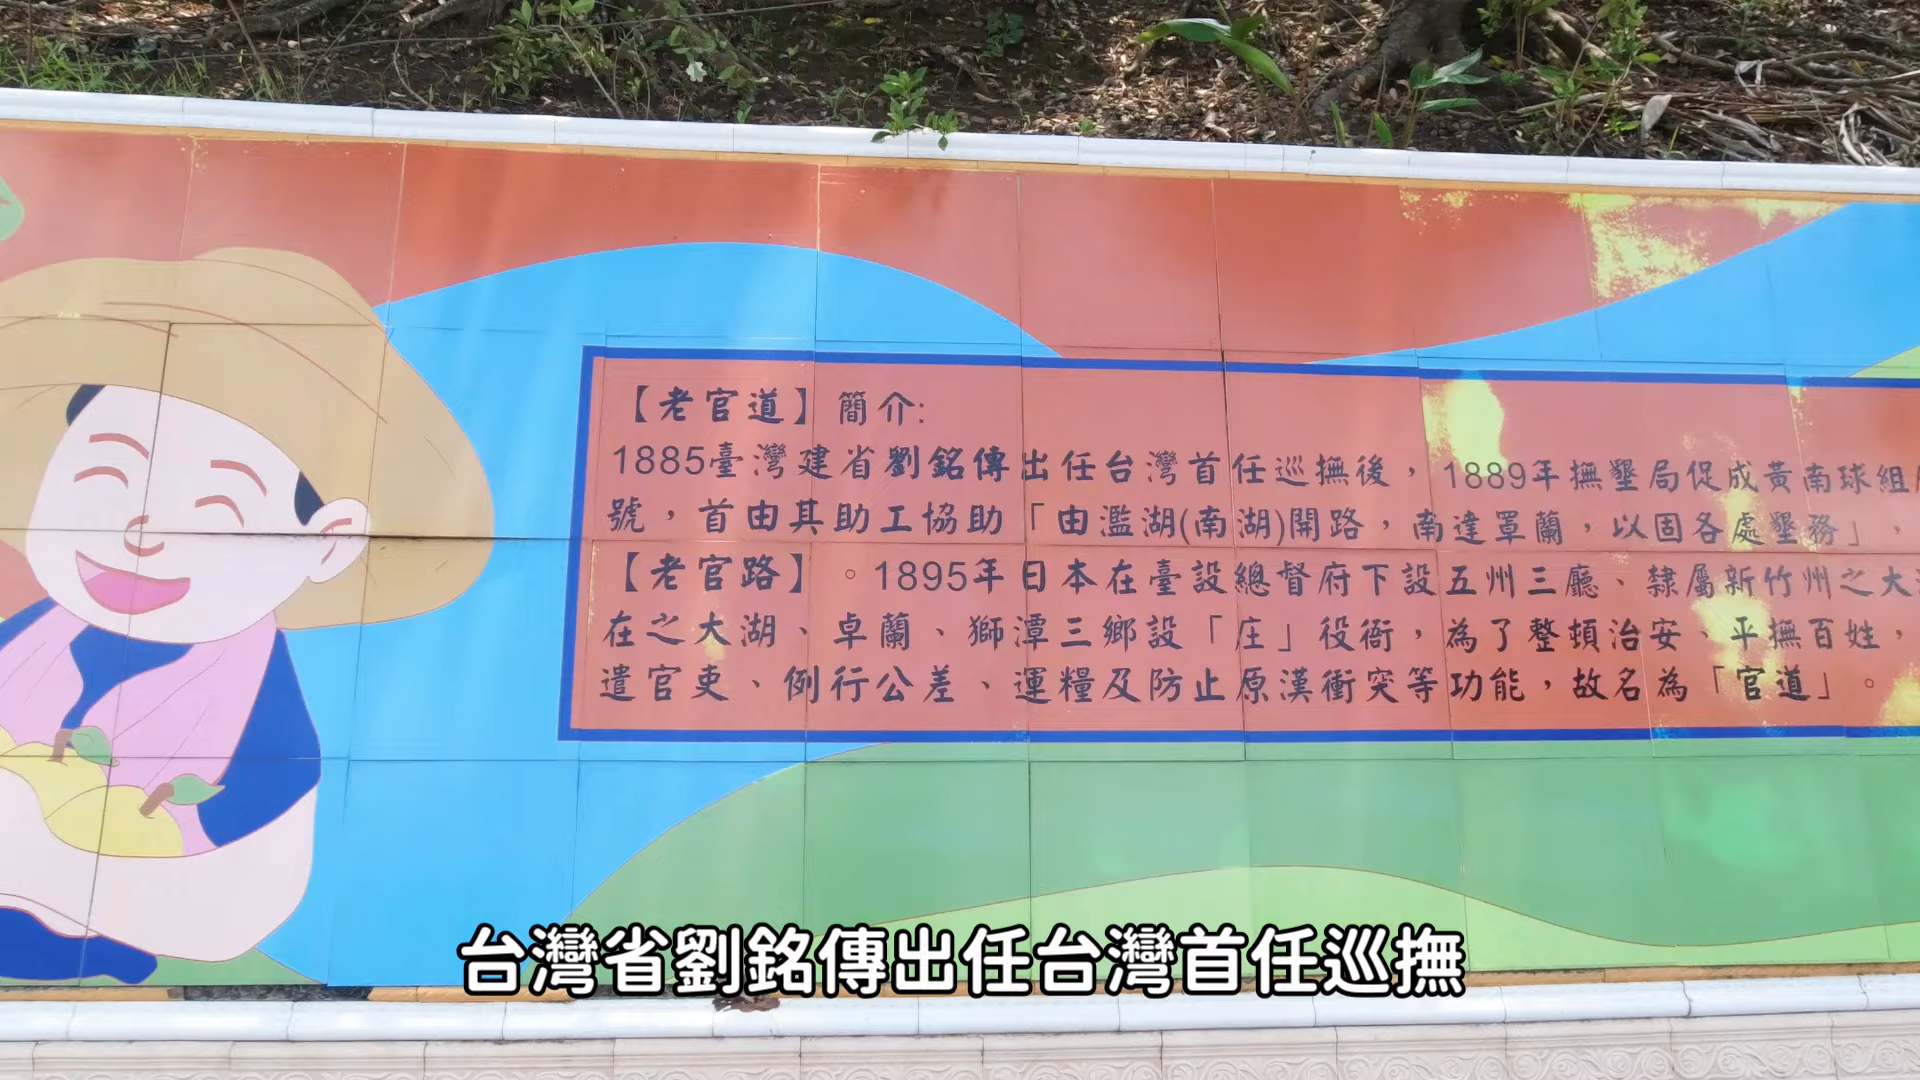 【老官道】簡介:
1885臺灣建省劉銘傳出任台灣首任巡撫後，1889年撫墾局促成黃南球組
號，首由其助工協助「由濫湖(南湖)開路，南達罩蘭，以固各處墾務」，
【老官路】。1895年日本在臺設總督府下設五州三廳、隸屬新竹州之大
在之大湖、卓蘭、獅潭三鄉設「庄」役衙，為了整頓治安、平撫百姓，
遣官吏、例行公差、運糧及防止原漢衝突等功能，故名為「官道」。
台灣省劉銘傳出任台灣首任巡撫